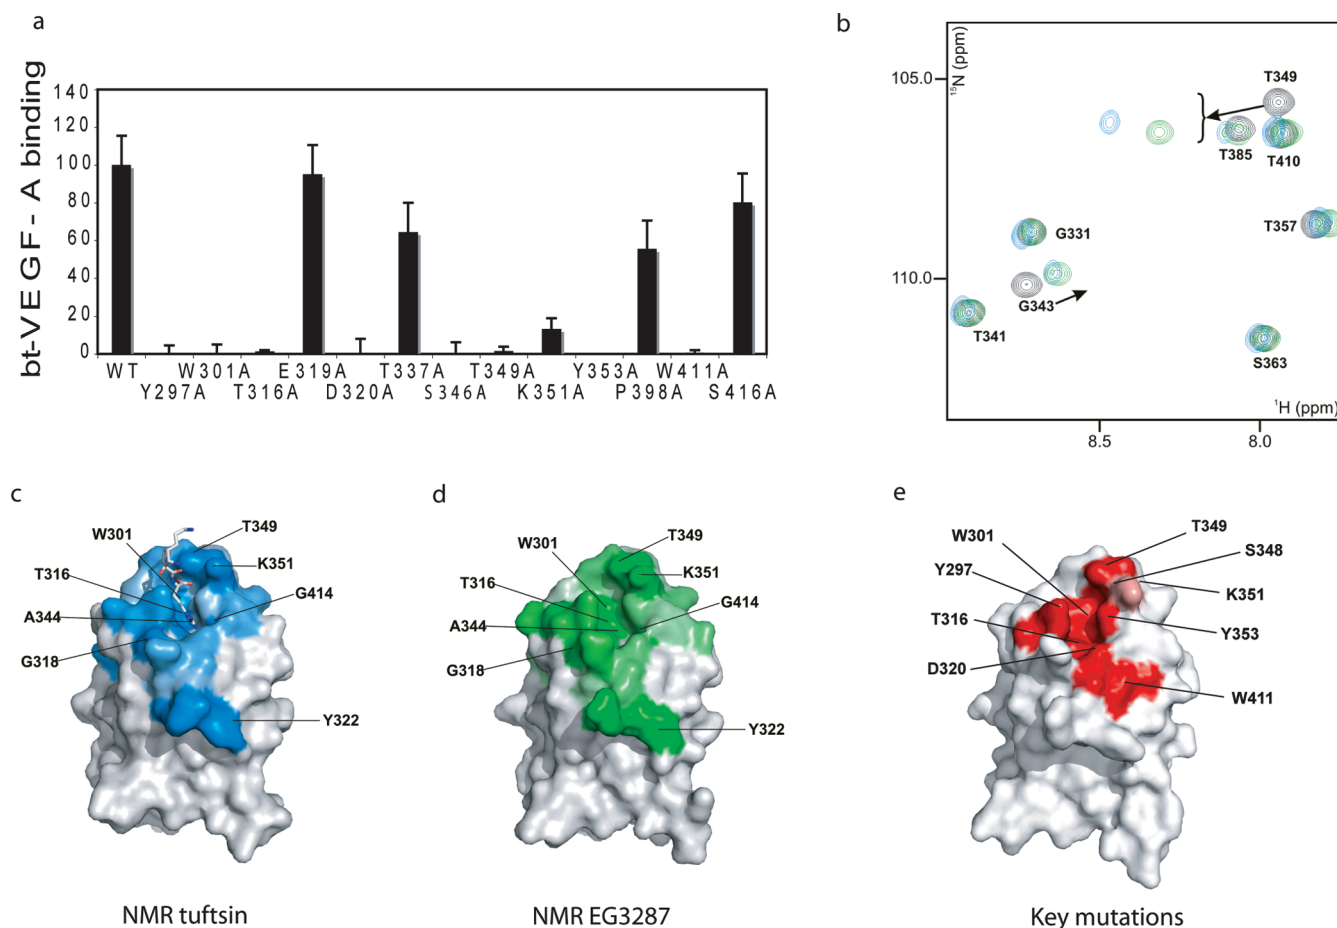 a
bt-VEGF-A binding
140
120
100
80
60
40
20
0
WT W301A E319A T337A T349A Y353A W411A
Y297A T316A D320A S346A K351A P398A S416A
b
15N (ppm)
105.0
110.0
T349
T385
T410
G331
T357
G343
T341
S363
1H (ppm)
8.5
8.0
c
W301
T349
T316
K351
A344
G414
G318
Y322
NMR tuftsin
d
W301
T349
T316
K351
A344
G414
G318
Y322
NMR EG3287
e
T349
W301
S348
Y297
K351
T316
Y353
D320
W411
Key mutations